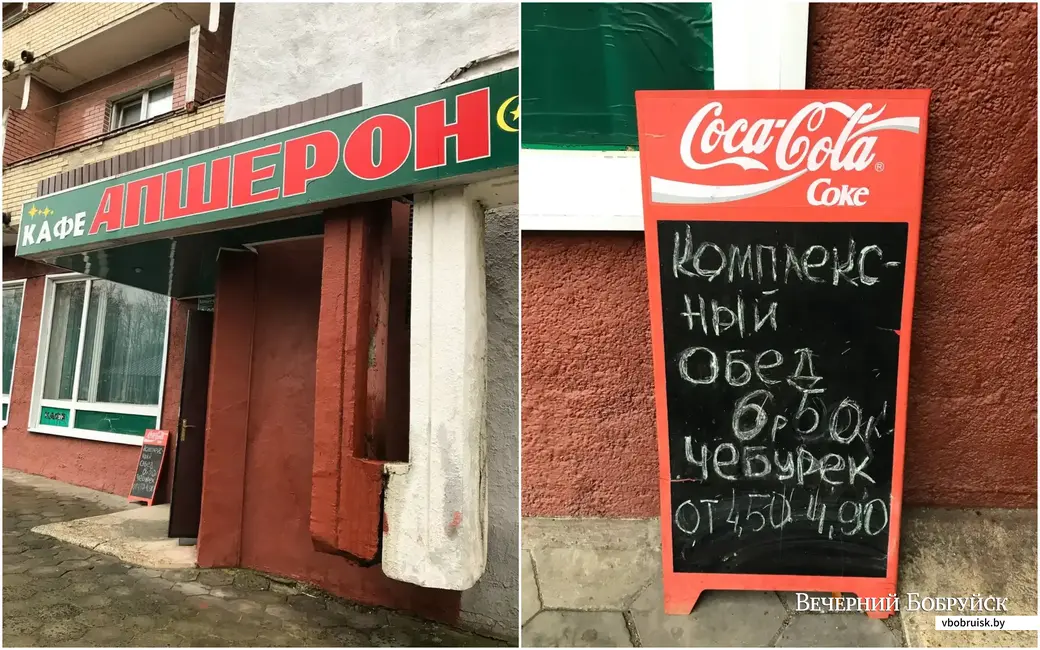 КАФЕ АПШЕРОН
Coca-Cola
Coke
КОМПЛЕКС-
НЫЙ
ОБЕД
6р50к
ЧЕБУРЕК
ОТ 4,50 4,90
ВЕЧЕРНИЙ БОБРУЙСК
vbobruisk.by